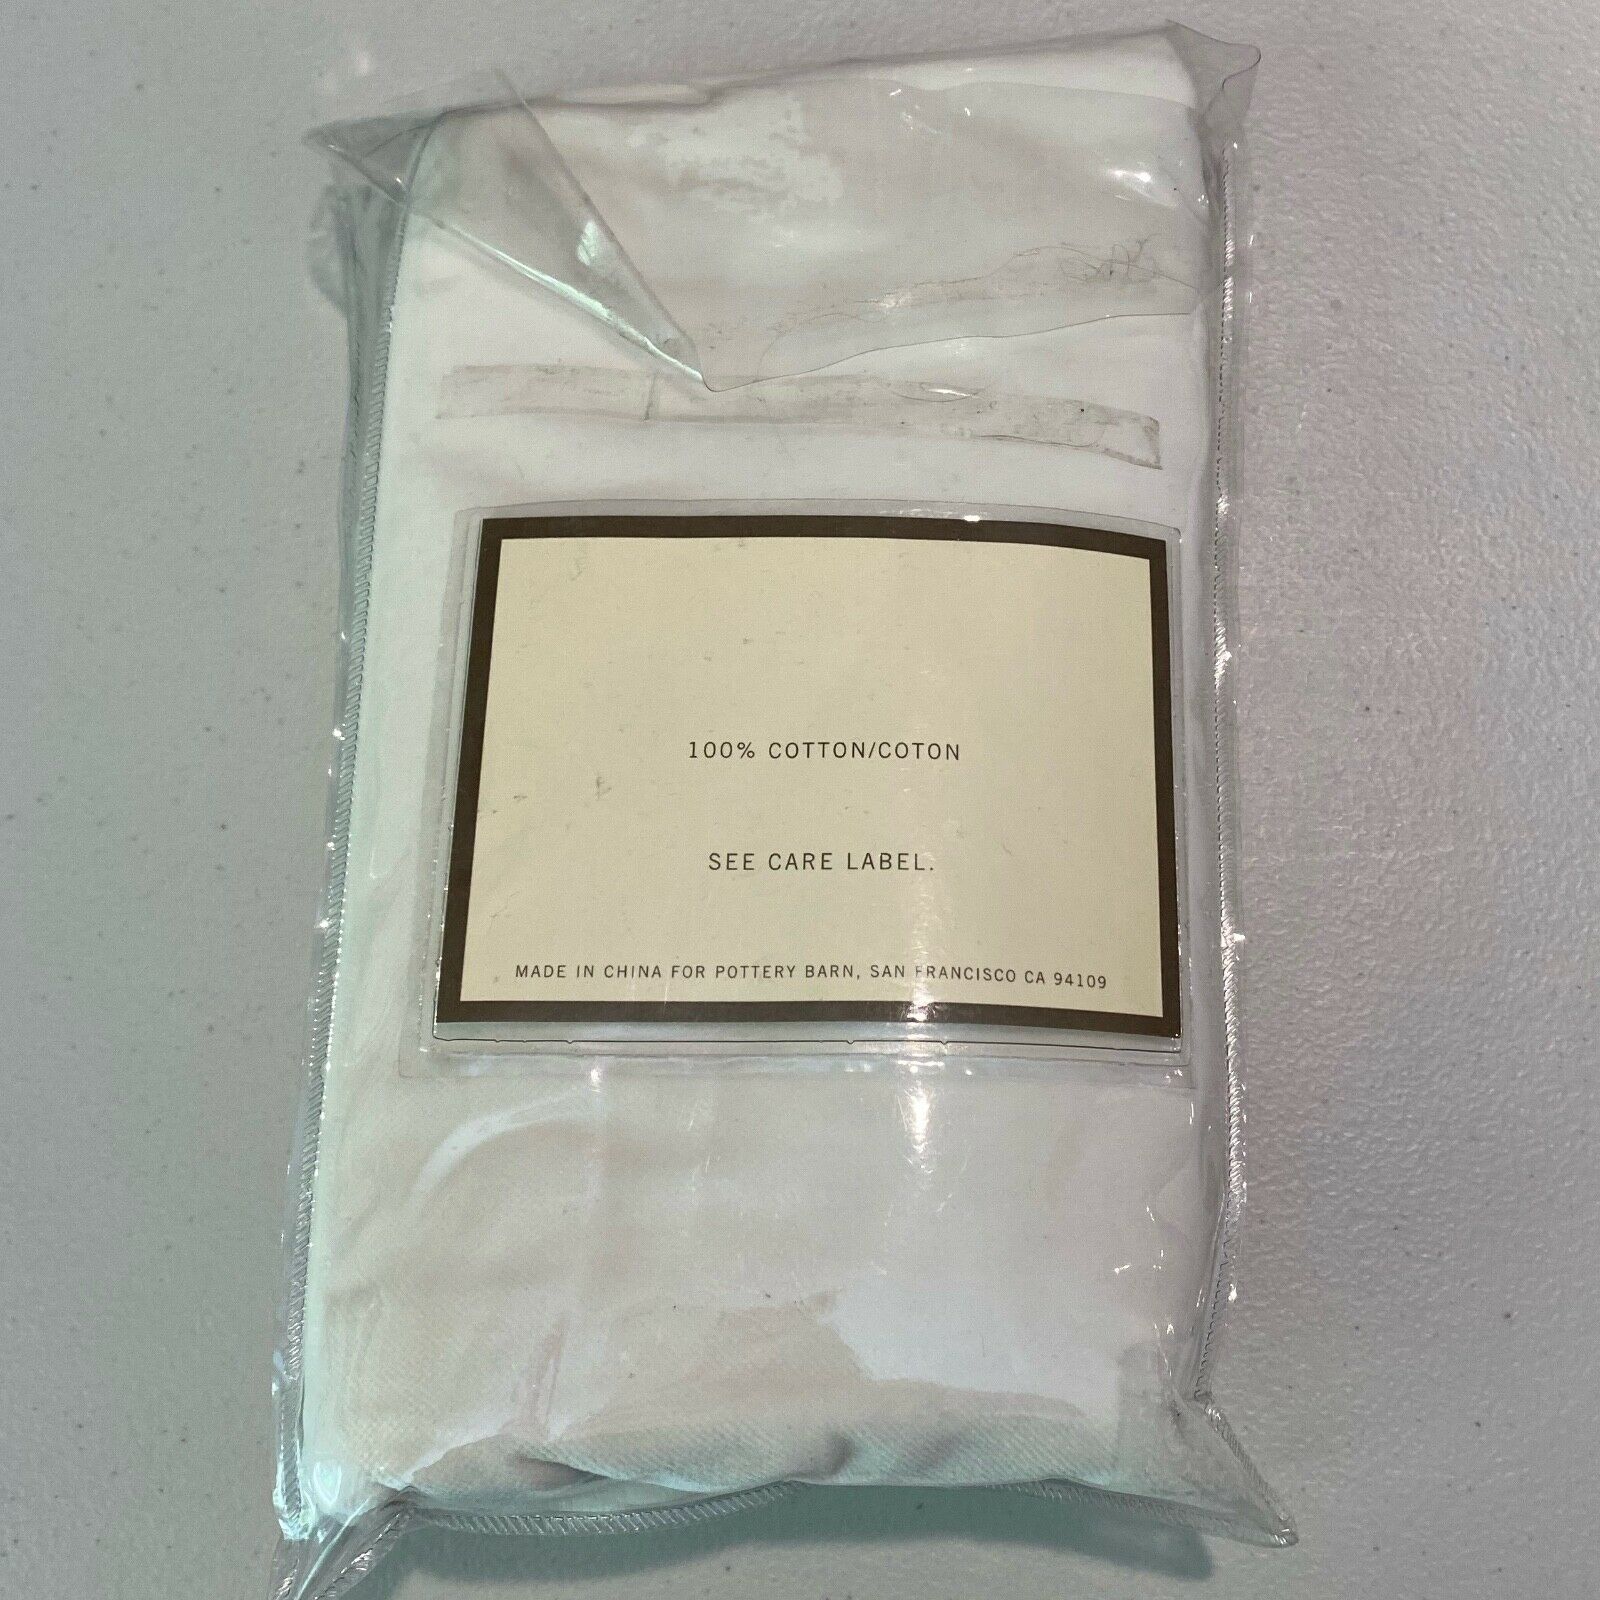 100% COTTON/COTON
SEE CARE LABEL.
MADE IN CHINA FOR POTTERY BARN, SAN FRANCISCO CA 94109